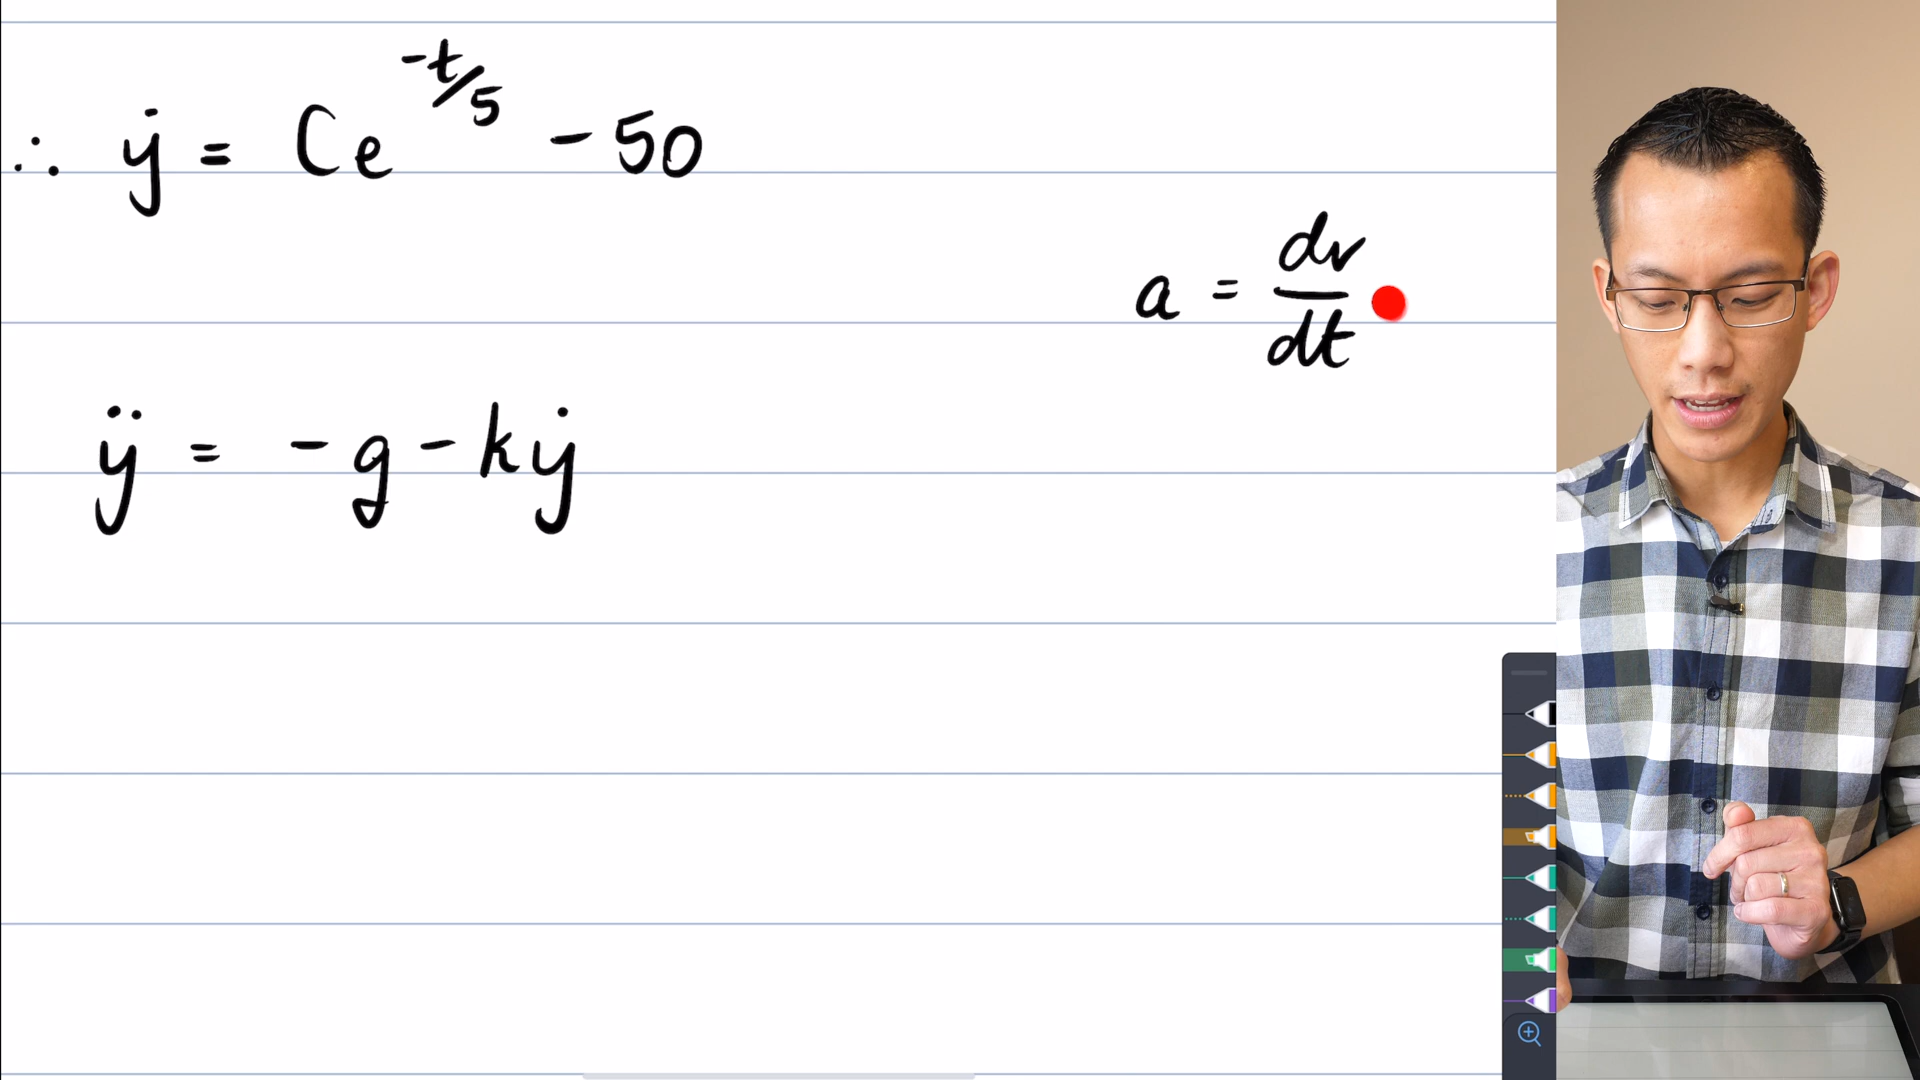 ∴ ẏ = Ce^{-t/5} - 50
a = dv/dt
ÿ = -g - kẏ